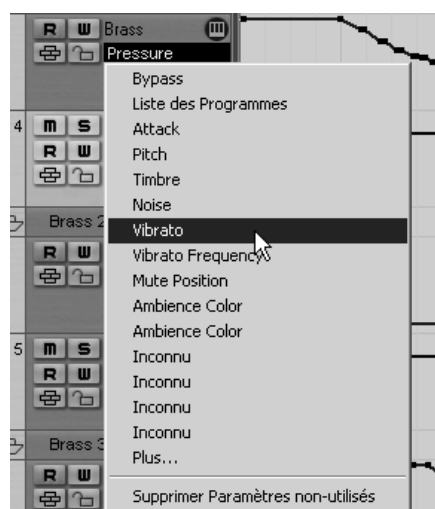 R W Brass
Pressure
Bypass
Liste des Programmes
4 m S Attack
R W Pitch
Timbre
Noise
Brass 2 Vibrato
R W Vibrato Frequency
Mute Position
Ambience Color
Ambience Color
5 m S Inconnu
R W Inconnu
Inconnu
Inconnu
Brass 3 Plus...
R W
Supprimer Paramètres non-utilisés